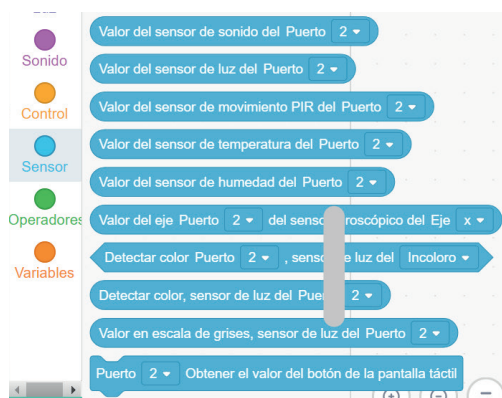 Sonido
Control
Sensor
Operadores
Variables
Valor del sensor de sonido del Puerto 2
Valor del sensor de luz del Puerto 2
Valor del sensor de movimiento PIR del Puerto 2
Valor del sensor de temperatura del Puerto 2
Valor del sensor de humedad del Puerto 2
Valor del eje Puerto 2 del roscópico del Eje x
Detectar color Puerto 2 , luz del Incoloro
Detectar color, sensor de luz del 2
Valor en escala de grises, sensor de luz del Puerto 2
Puerto 2 Obtener el valor del botón de la pantalla táctil